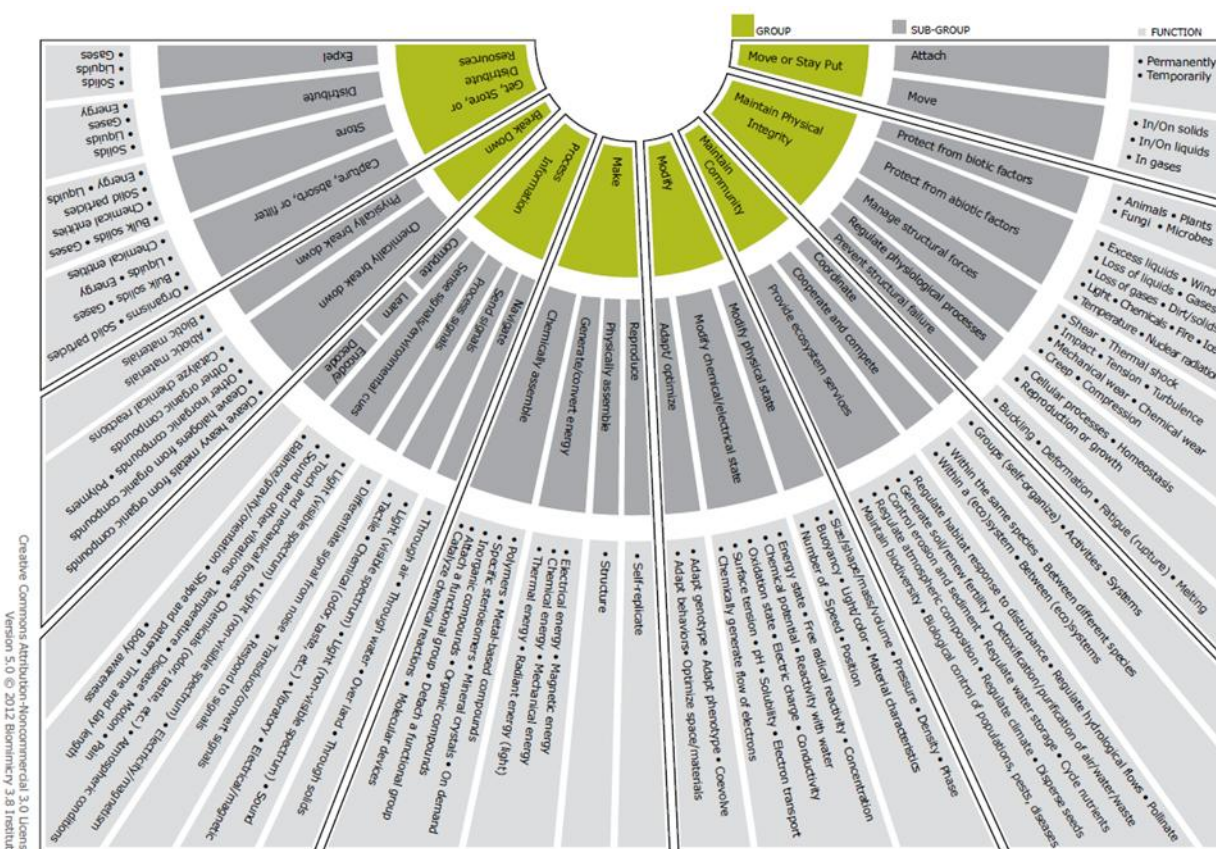 GROUP
SUB-GROUP
FUNCTION
Move or Stay Put
Attach
• Permanently
• Temporarily
Move
• In/On solids
• In/On liquids
• In gases
Maintain Physical
Integrity
Protect from biotic factors
• Animals • Plants
• Fungi • Microbes
Protect from abiotic factors
• Excess liquids • Wind
• Loss of liquids • Gases
• Loss of gases • Dirt/solids
• Light • Chemicals • Fire • Ice
• Temperature • Nuclear radiation
Manage structural forces
• Shear • Thermal shock
• Impact • Tension • Turbulence
• Mechanical wear • Chemical wear
• Creep • Compression
Regulate physiological processes
• Cellular processes • Homeostasis
• Reproduction or growth
Prevent structural failure
• Buckling • Deformation • Fatigue (rupture) • Melting
Maintain
Community
Coordinate
• Groups (self-organize) • Activities • Systems
Cooperate and compete
• Within the same species • Between different species
• Within a (eco)system • Between (eco)systems
Provide ecosystem services
• Regulate habitat response to disturbance • Regulate hydrological flows • Pollinate
• Generate soil/renew fertility • Detoxification/purification of air/water/waste
• Control erosion and sediment • Regulate water storage • Cycle nutrients
• Regulate atmospheric composition • Regulate climate • Disperse seeds
• Maintain biodiversity • Biological control of populations, pests, diseases
Modify
Modify physical state
• Size/shape/mass/volume • Pressure • Density • Phase
• Buoyancy • Light/color • Material characteristics
• Number of • Speed • Position
Modify chemical/electrical state
• Energy state • Free radical reactivity • Concentration
• Chemical potential • Reactivity with water
• Oxidation state • Electric charge • Conductivity
• Surface tension • pH • Solubility • Electron transport
• Chemically generate flow of electrons
Adapt/optimize
• Adapt genotype • Adapt phenotype • Coevolve
• Adapt behaviors • Optimize space/materials
Make
Reproduce
• Self-replicate
Physically assemble
• Structure
Generate/convert energy
• Electrical energy • Magnetic energy
• Chemical energy • Mechanical energy
• Thermal energy • Radiant energy (light)
Chemically assemble
• Polymers • Metal-based compounds
• Specific stereoisomers • Mineral crystals • On demand
• Inorganic compounds • Organic compounds
• Attach a functional group • Detach a functional group
• Catalyze chemical reactions • Molecular devices
Process
Information
Navigate
• Through air • Through water • Over land • Through solids
Send signals
• Light (visible spectrum) • Light (non-visible spectrum) • Sound
• Tactile • Chemical (odor, taste, etc.) • Vibratory • Electrical/magnetic
Process signals
• Differentiate signal from noise • Transduce/convert signals
• Respond to signals
Sense signals/environmental cues
• Light (visible spectrum) • Light (non-visible spectrum) • Electricity/magnetism
• Touch and mechanical forces • Chemicals (odor, taste, etc.) • Atmospheric conditions
• Sound and other vibrations • Temperature • Disease • Motion • Pain
• Balance/gravity/orientation • Shape and pattern • Time and day length
• Body awareness
Compute
Learn
Encode/
Decode
Break Down
Chemically break down
• Cleave heavy metals from organic compounds
• Cleave halogens from organic compounds
• Other inorganic compounds • Polymers
• Other organic compounds
• Catalyze chemical reactions
Physically break down
• Abiotic materials
• Biotic materials
Get, Store, or
Distribute
Resources
Capture, absorb, or filter
• Organisms • Solid particles
• Bulk solids • Gases
• Liquids • Energy
• Chemical entities
Store
• Bulk solids • Gases
• Chemical entries
• Solid particles
• Energy • Liquids
Distribute
• Solids
• Liquids
• Gases
• Energy
Expel
• Solids
• Liquids
• Gases
Creative Commons Attribution-Noncommercial 3.0 Licens
Version 5.0 © 2012 Biomimicry 3.8 Institut